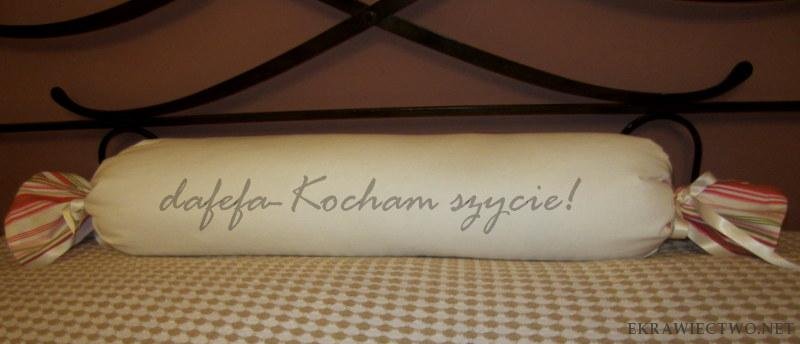 dafefa-Kocham szycie!
EKRAWIECTWO.NET